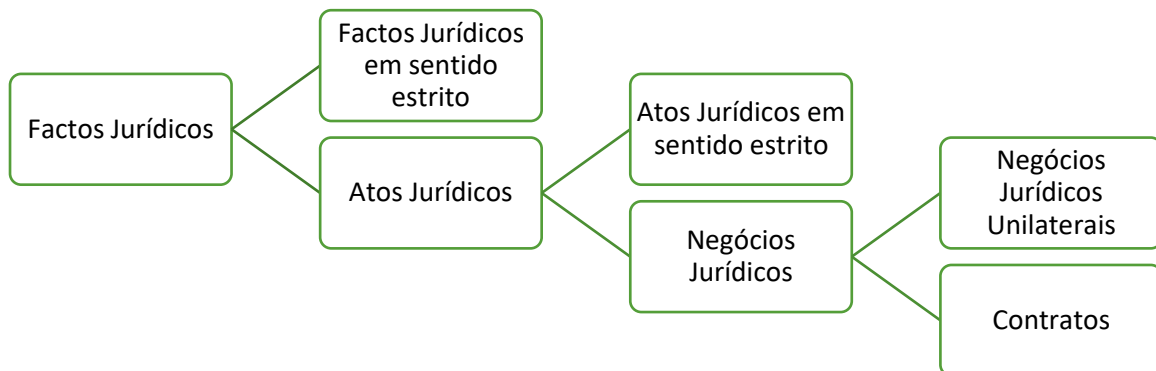 Factos Jurídicos
Factos Jurídicos
em sentido
estrito
Atos Jurídicos
Atos Jurídicos em
sentido estrito
Negócios
Jurídicos
Negócios
Jurídicos
Unilaterais
Contratos